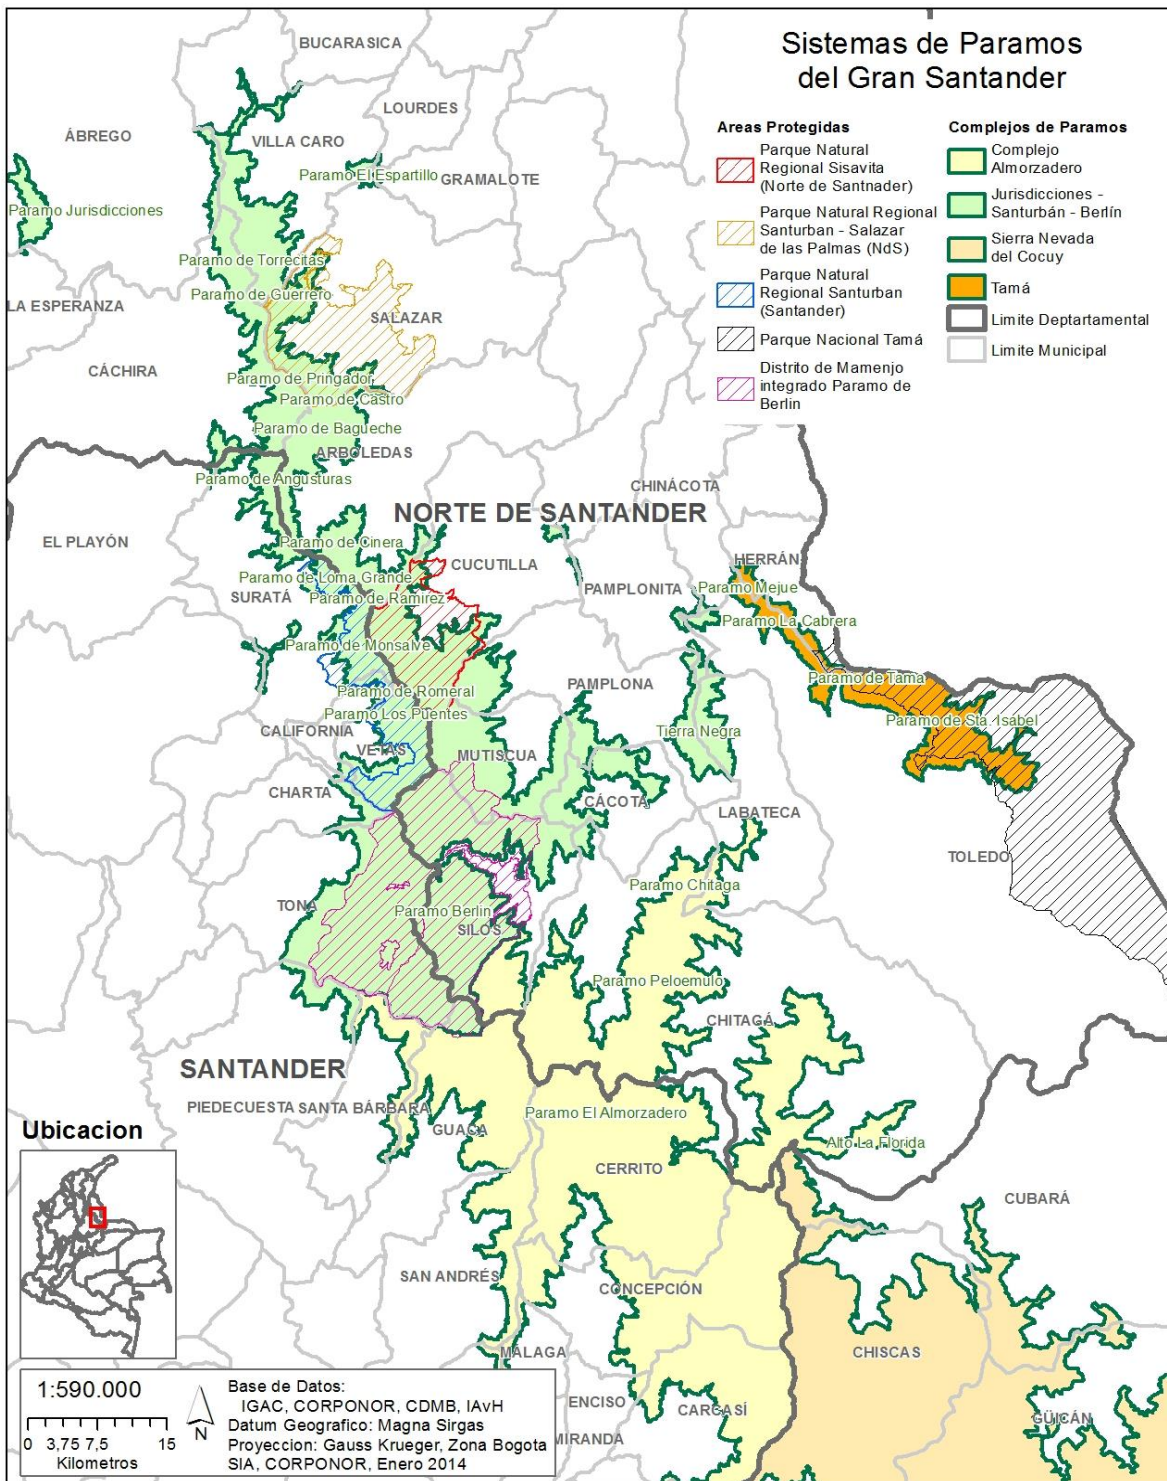 Sistemas de Paramos
del Gran Santander
Areas Protegidas
Parque Natural
Regional Sisavita
(Norte de Santnader)
Parque Natural Regional
Santurban - Salazar
de las Palmas (NdS)
Parque Natural
Regional Santurban
(Santander)
Parque Nacional Tamá
Distrito de Mamenjo
integrado Paramo de
Berlin
Complejos de Paramos
Complejo
Almorzadero
Jurisdicciones -
Santurbán - Berlín
Sierra Nevada
del Cocuy
Tamá
Limite Deptartamental
Limite Municipal
BUCARASICA
LOURDES
ÁBREGO
VILLA CARO
Paramo El Espartillo
GRAMALOTE
Paramo Jurisdicciones
Paramo de Torrecitas
Paramo de Guerrero
LA ESPERANZA
SALAZAR
CÁCHIRA
Paramo de Pringador
Paramo de Castro
Paramo de Bagueche
ARBOLEDAS
Paramo de Angusturas
CHINÁCOTA
NORTE DE SANTANDER
EL PLAYÓN
Paramo de Cinera
HERRÁN
CUCUTILLA
Paramo de Loma Grande
PAMPLONITA
Paramo Mejue
SURATÁ
Paramo de Ramirez
Paramo La Cabrera
Paramo de Monsalve
PAMPLONA
Paramo de Tama
Paramo de Romeral
Paramo Los Puentes
Paramo de Sta. Isabel
CALIFORNIA
Tierra Negra
VETAS
MUTISCUA
CHARTA
CÁCOTA
LABATECA
TOLEDO
Paramo Chitaga
TONA
Paramo Berlin
SILOS
Paramo Peloemulo
CHITAGÁ
SANTANDER
PIEDECUESTA
SANTA BÁRBARA
Paramo El Almorzadero
GUACA
Alto La Florida
CERRITO
CUBARÁ
SAN ANDRÉS
CONCEPCIÓN
MALAGA
CHISCAS
ENCISO
CARCASÍ
GÜICÁN
MIRANDA
Ubicacion
1:590.000
0 3,75 7,5 15
Kilometros
N
Base de Datos:
IGAC, CORPONOR, CDMB, IAvH
Datum Geografico: Magna Sirgas
Proyeccion: Gauss Krueger, Zona Bogota
SIA, CORPONOR, Enero 2014